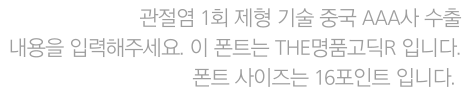 관절염 1회 제형 기술 중국 AAA사 수출
내용을 입력해주세요. 이 폰트는 THE명품고딕R 입니다.
폰트 사이즈는 16포인트 입니다.